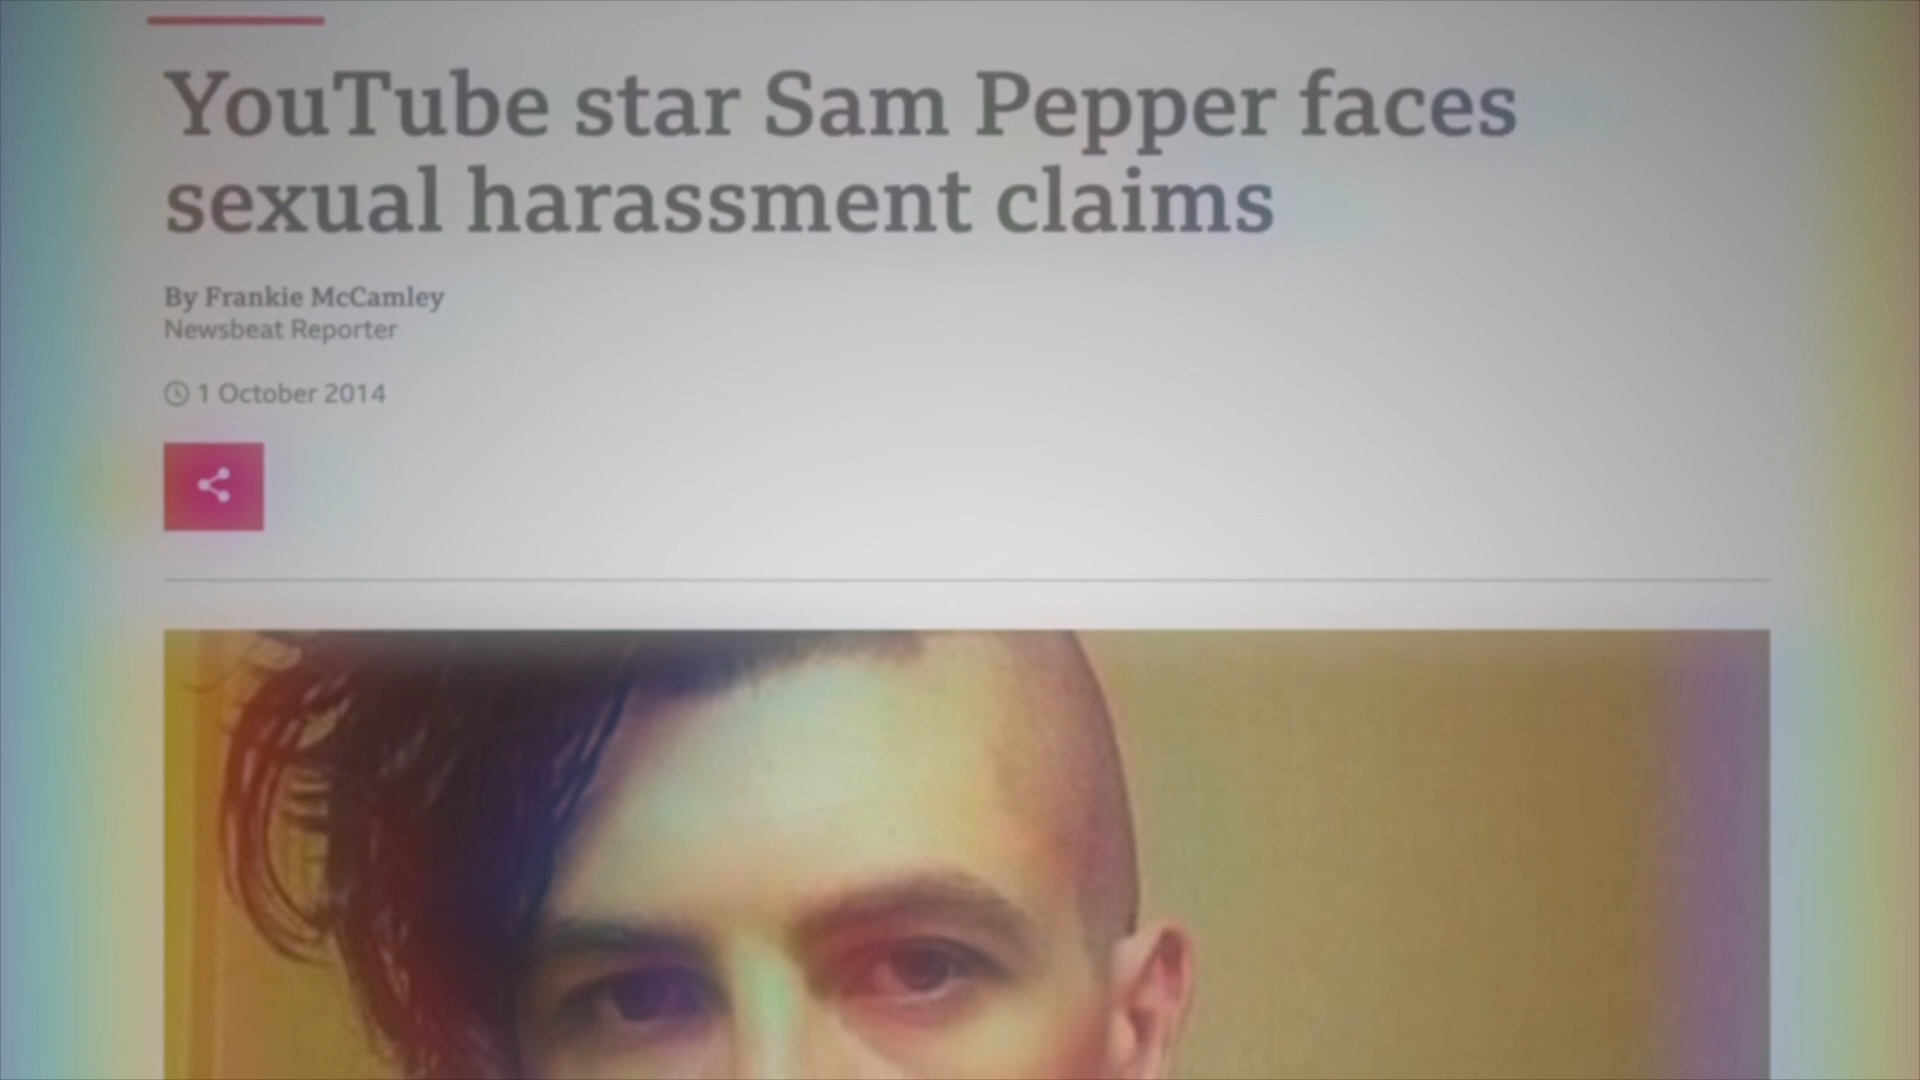 YouTube star Sam Pepper faces
sexual harassment claims
By Frankie McCamley
Newsbeat Reporter
1 October 2014